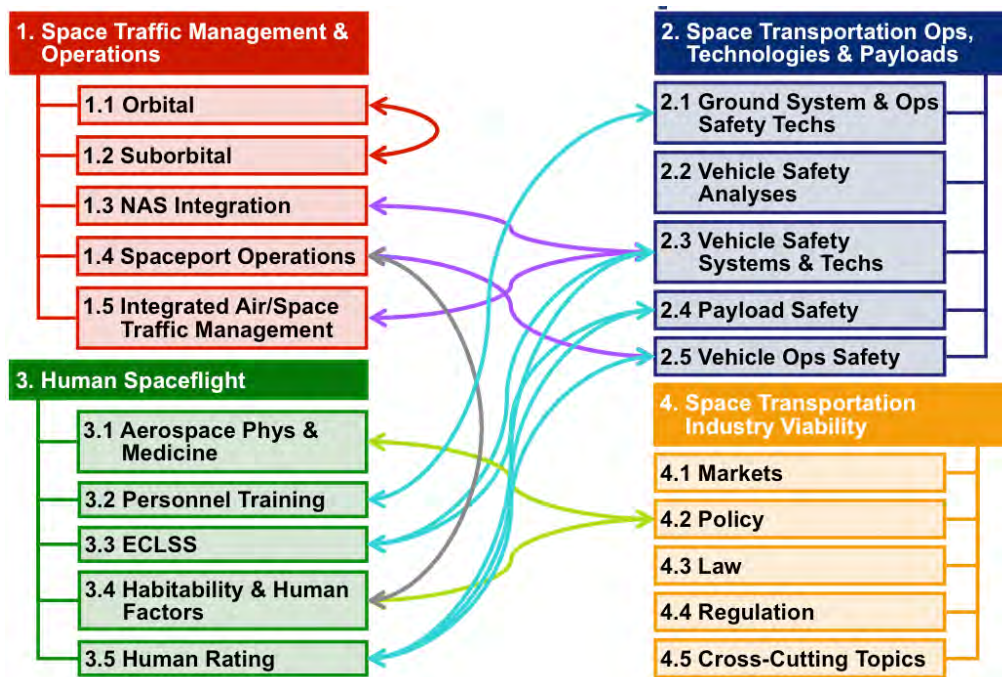 1. Space Traffic Management &
Operations
1.1 Orbital
1.2 Suborbital
1.3 NAS Integration
1.4 Spaceport Operations
1.5 Integrated Air/Space
Traffic Management
2. Space Transportation Ops,
Technologies & Payloads
2.1 Ground System & Ops
Safety Techs
2.2 Vehicle Safety
Analyses
2.3 Vehicle Safety
Systems & Techs
2.4 Payload Safety
2.5 Vehicle Ops Safety
3. Human Spaceflight
3.1 Aerospace Phys &
Medicine
3.2 Personnel Training
3.3 ECLSS
3.4 Habitability & Human
Factors
3.5 Human Rating
4. Space Transportation
Industry Viability
4.1 Markets
4.2 Policy
4.3 Law
4.4 Regulation
4.5 Cross-Cutting Topics